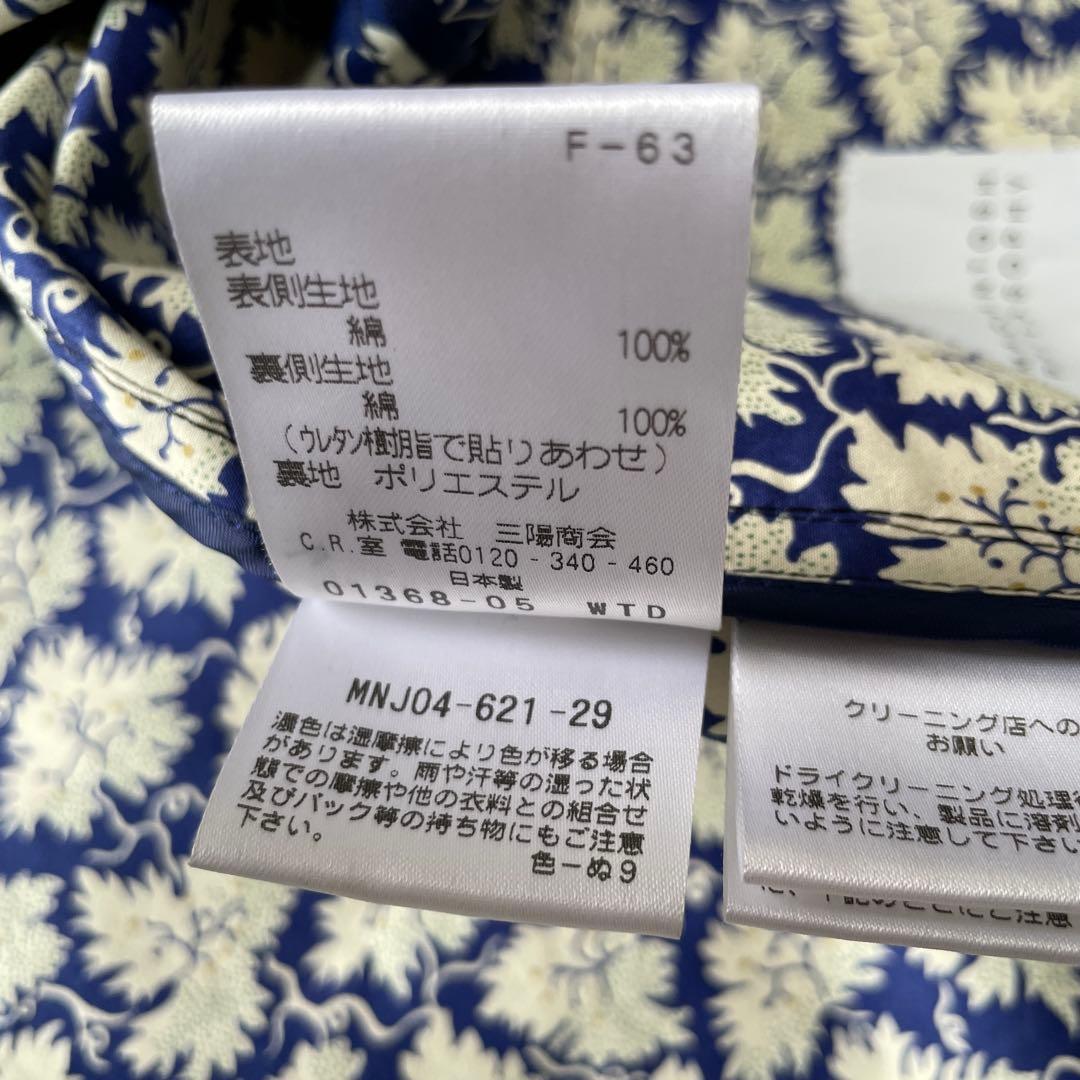 F-63
表地
表側生地
綿 100%
裏側生地
綿 100%
(ウレタン樹脂で貼りあわせ)
裏地 ポリエステル
株式会社 三陽商会
C.R.室 電話0120-340-460
日本製
01368-05 WTD
MNJ04-621-29
濃色は湿摩擦により色が移る場合
があります。雨や汗等の湿った状
態での摩擦や他の衣料との組合せ
及びバック等の持ち物にもご注意
下さい。
色ーぬ9
クリーニング店への
お願い
ドライクリーニング処理後
乾燥を行い、製品に溶剤
いように注意して下さい